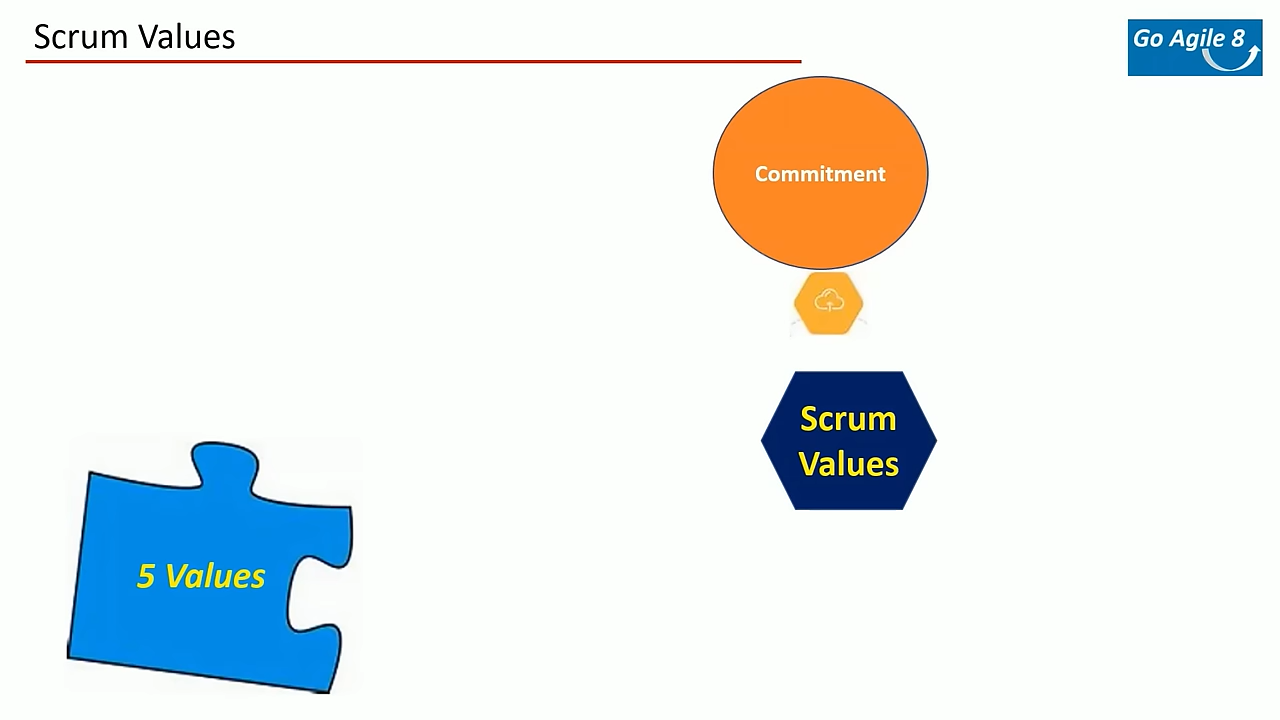 Scrum Values
Go Agile 8
Commitment
Scrum
Values
5 Values